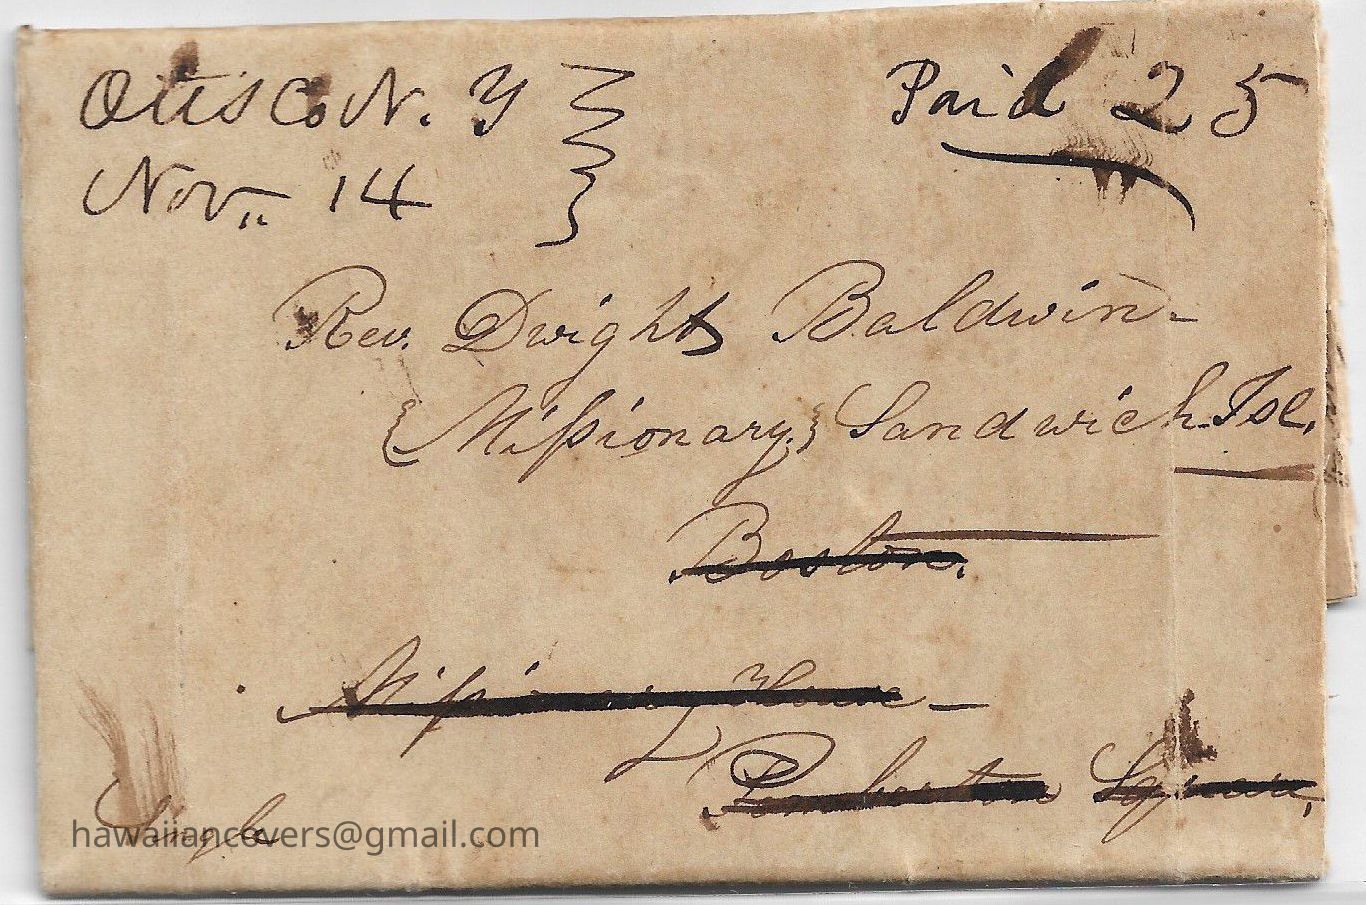 Otisco N. Y
Nov. 14
Paid 25
Rev. Dwight Baldwin
{Missionary} Sandwich Isl.
Boston.
Missionary House
Pemberton Square,
Single
hawaiiancovers@gmail.com